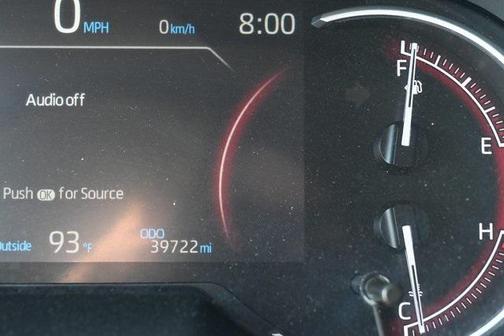 0 MPH 0 km/h 8:00
F
Audio off
E
Push OK for Source
Outside 93 °F ODO 39722 mi
H
C